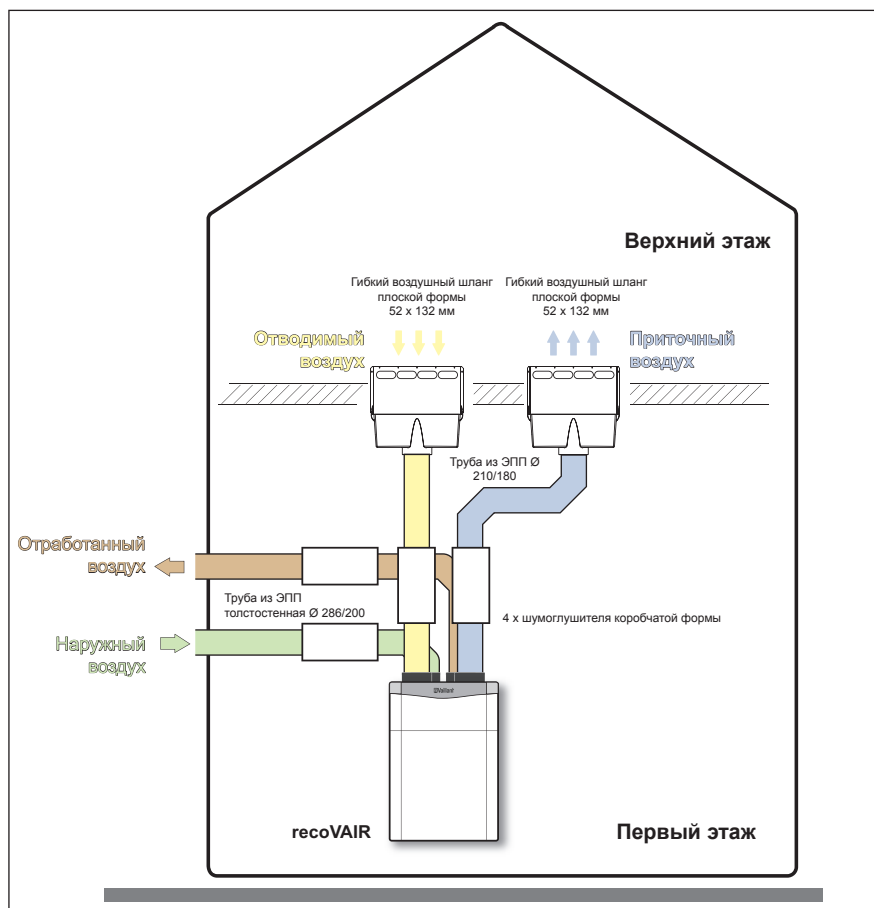 Верхний этаж
Гибкий воздушный шланг
плоской формы
52 x 132 мм
Гибкий воздушный шланг
плоской формы
52 x 132 мм
Отводимый
воздух
Приточный
воздух
Труба из ЭПП Ø
210/180
Отработанный
воздух
Труба из ЭПП
толстостенная Ø 286/200
4 x шумоглушителя коробчатой формы
Наружный
воздух
Vaillant
recoVAIR
Первый этаж